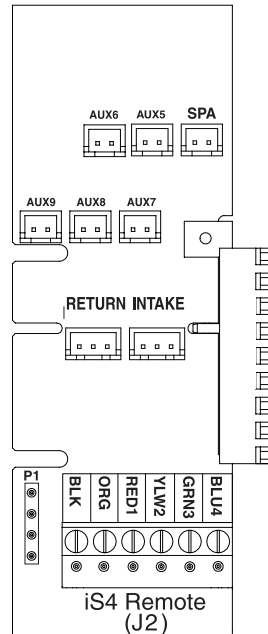 AUX6 AUX5 SPA
AUX9 AUX8 AUX7
RETURN INTAKE
P1
BLK ORG RED1 YLW2 GRN3 BLU4
iS4 Remote
(J2)